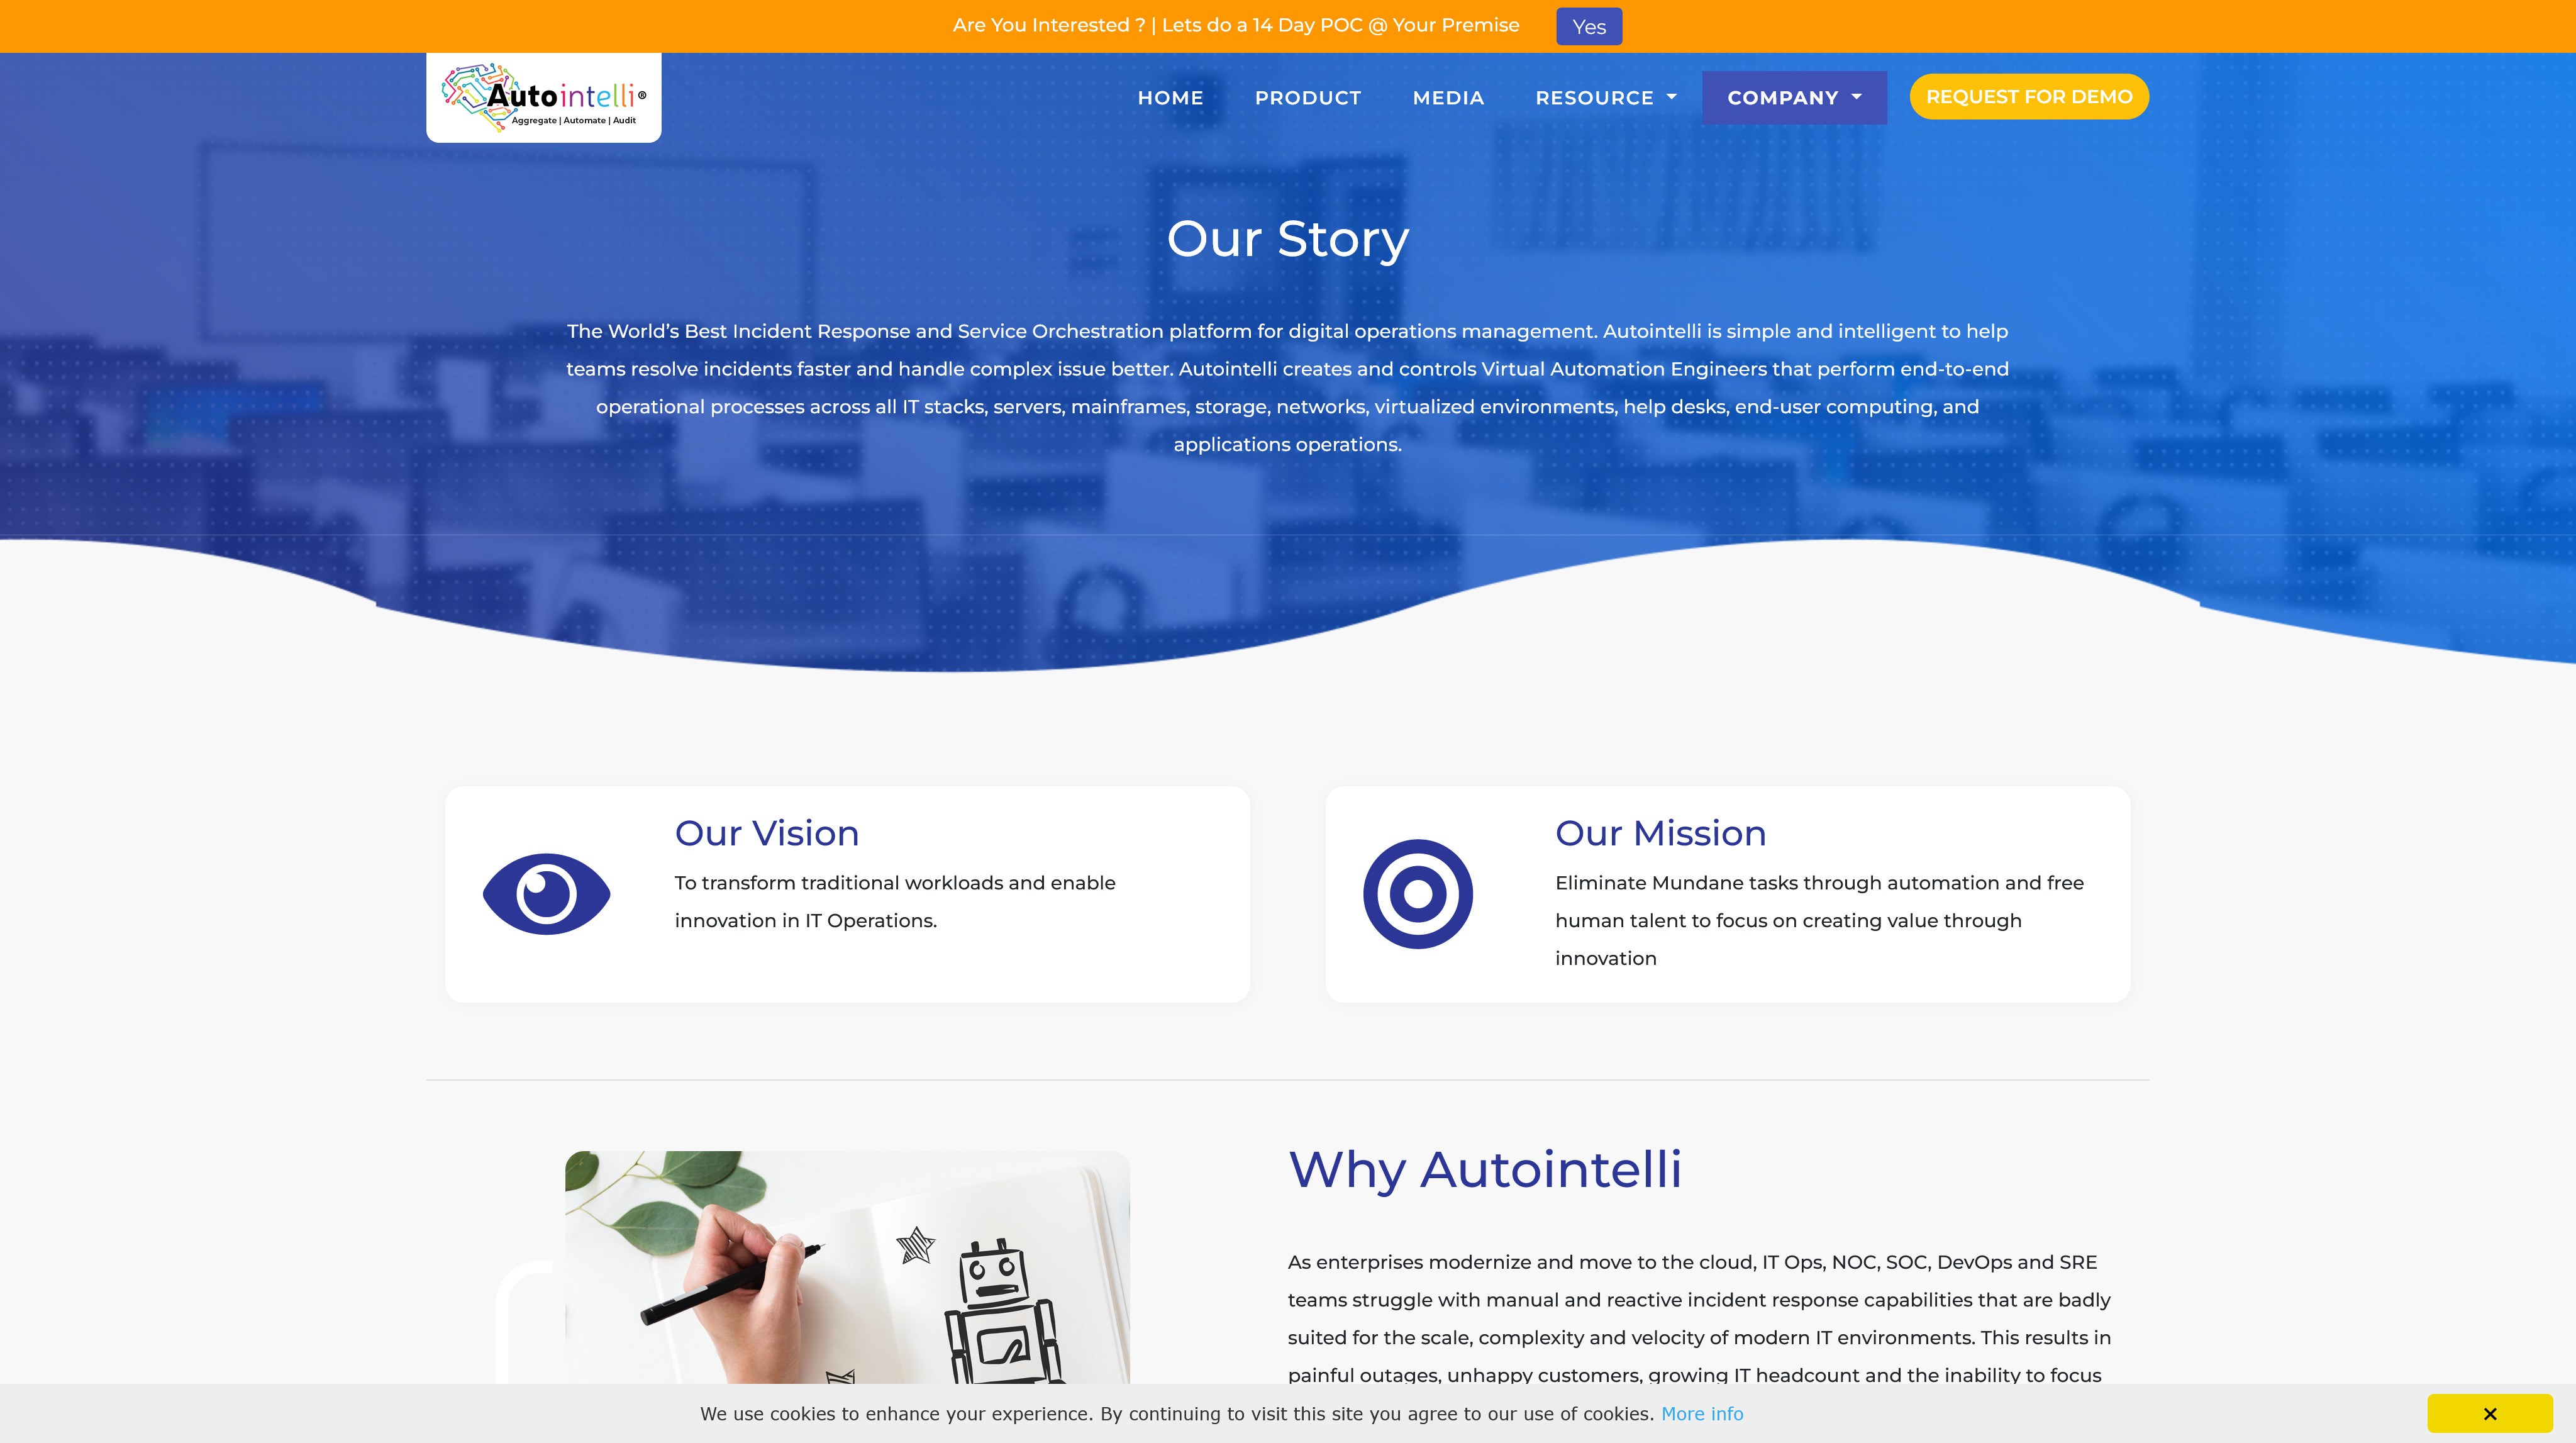 Are You Interested ? | Lets do a 14 Day POC @ Your Premise
Yes
Autointelli®
Aggregate | Automate | Audit
HOME
PRODUCT
MEDIA
RESOURCE
COMPANY
REQUEST FOR DEMO
Our Story
The World’s Best Incident Response and Service Orchestration platform for digital operations management. Autointelli is simple and intelligent to help
teams resolve incidents faster and handle complex issue better. Autointelli creates and controls Virtual Automation Engineers that perform end-to-end
operational processes across all IT stacks, servers, mainframes, storage, networks, virtualized environments, help desks, end-user computing, and
applications operations.
Our Vision
To transform traditional workloads and enable
innovation in IT Operations.
Our Mission
Eliminate Mundane tasks through automation and free
human talent to focus on creating value through
innovation
Why Autointelli
As enterprises modernize and move to the cloud, IT Ops, NOC, SOC, DevOps and SRE
teams struggle with manual and reactive incident response capabilities that are badly
suited for the scale, complexity and velocity of modern IT environments. This results in
painful outages, unhappy customers, growing IT headcount and the inability to focus
We use cookies to enhance your experience. By continuing to visit this site you agree to our use of cookies. More info